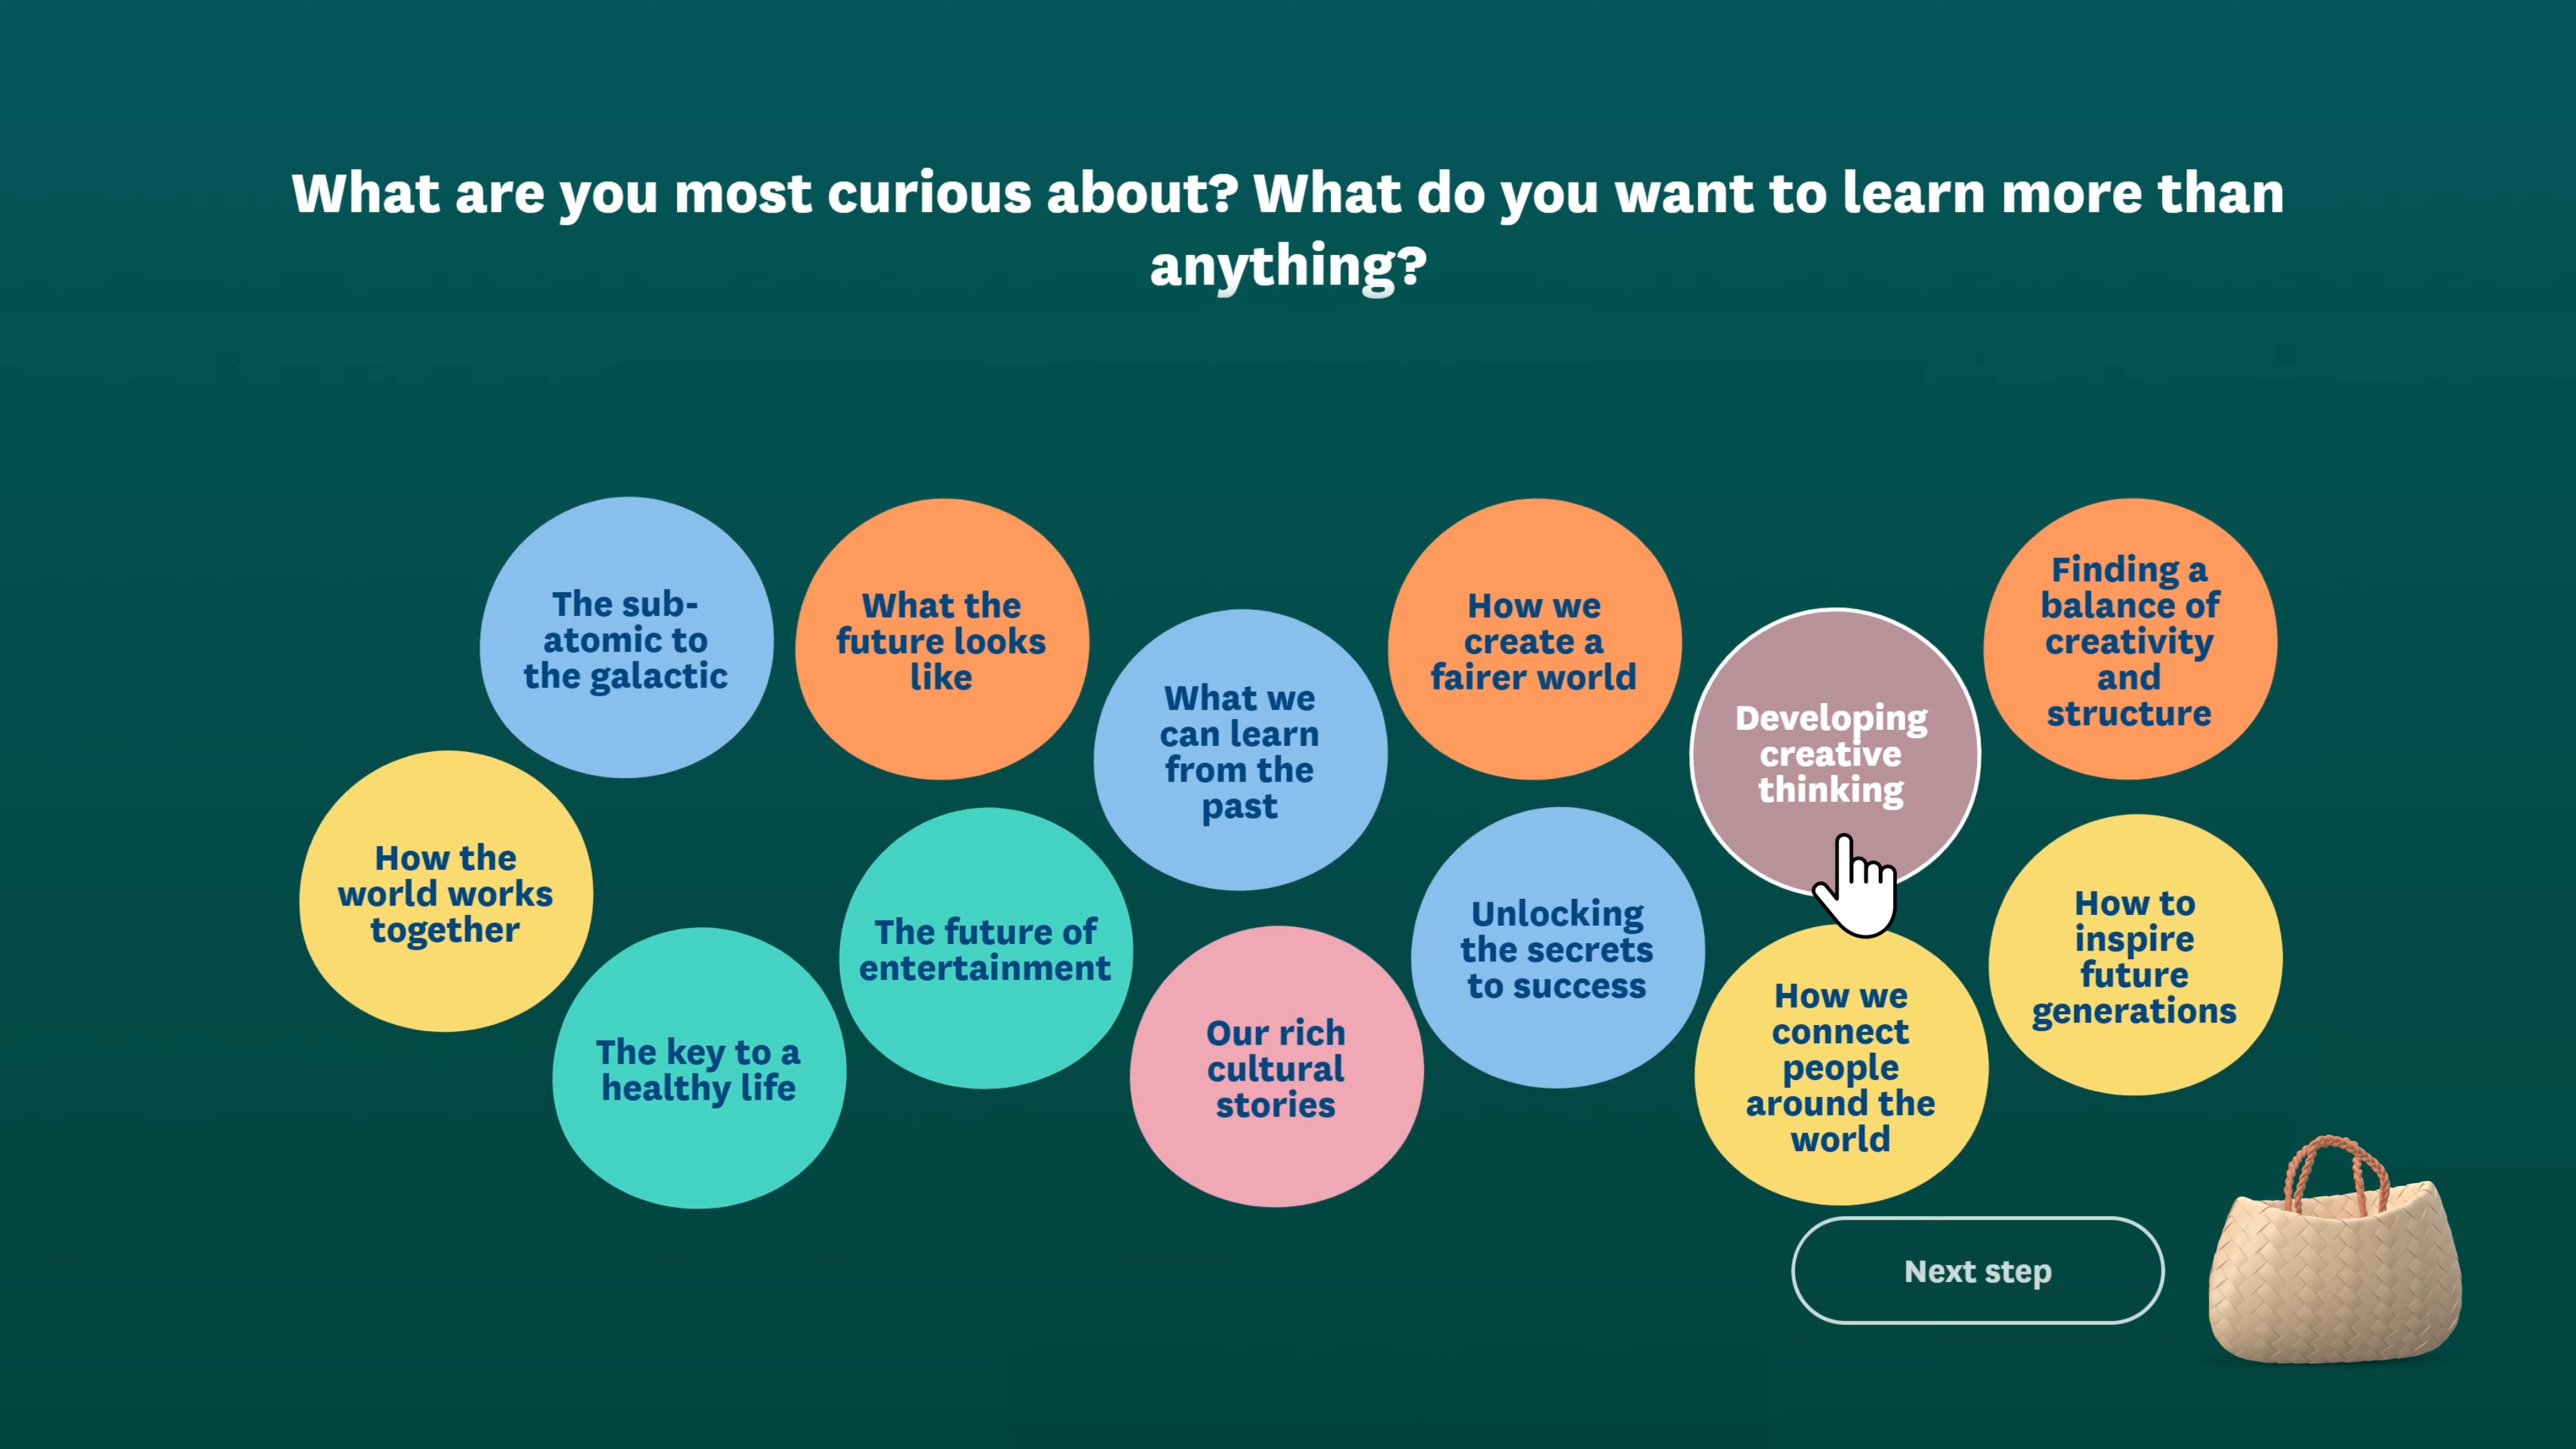 What are you most curious about? What do you want to learn more than
anything?
The sub-
atomic to
the galactic
What the
future looks
like
What we
can learn
from the
past
How we
create a
fairer world
Developing
creative
thinking
Finding a
balance of
creativity
and
structure
How the
world works
together
The key to a
healthy life
The future of
entertainment
Our rich
cultural
stories
Unlocking
the secrets
to success
How we
connect
people
around the
world
How to
inspire
future
generations
Next step